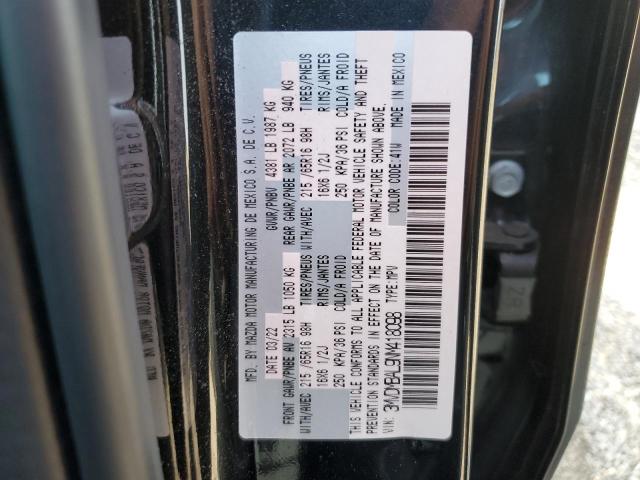 MFD. BY MAZDA MOTOR MANUFACTURING DE MEXICO S.A. DE C.V.
DATE 03/22 GVWR/PNBV 4381 LB 1987 KG
FRONT GAWR/PNBE AV 2315 LB 1050 KG REAR GAWR/PNBE AR 2072 LB 940 KG
WITH/AVEC 215/65R16 98H TIRES/PNEUS WITH/AVEC 215/65R16 98H TIRES/PNEUS
16X6 1/2J RIMS/JANTES 16X6 1/2J RIMS/JANTES
250 KPA/36 PSI COLD/A FROID 250 KPA/36 PSI COLD/A FROID
THIS VEHICLE CONFORMS TO ALL APPLICABLE FEDERAL MOTOR VEHICLE SAFETY AND THEFT
PREVENTION STANDARDS IN EFFECT ON THE DATE OF MANUFACTURE SHOWN ABOVE.
VIN: 3MVDMBAL9NM416098 TYPE:MPV COLOR CODE:41W MADE IN MEXICO